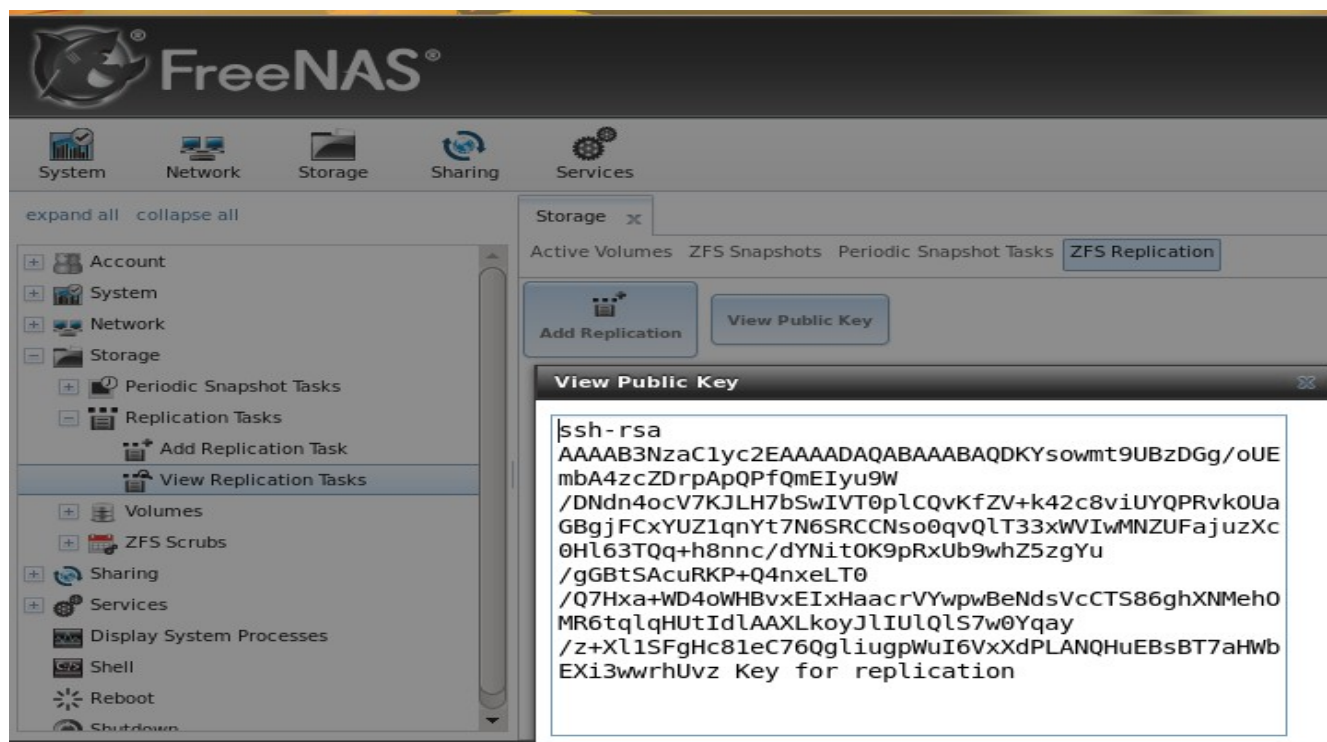 FreeNAS®
System Network Storage Sharing Services
expand all collapse all
Account
System
Network
Storage
Periodic Snapshot Tasks
Replication Tasks
Add Replication Task
View Replication Tasks
Volumes
ZFS Scrubs
Sharing
Services
Display System Processes
Shell
Reboot
Shutdown
Storage x
Active Volumes ZFS Snapshots Periodic Snapshot Tasks ZFS Replication
Add Replication View Public Key
View Public Key
ssh-rsa
AAAAB3NzaC1yc2EAAAADAQABAAABAQDKYsowmt9UBzDGg/oUE
mbA4zcZDrpApQPfQmEIyu9W
/DNdn4ocV7KJLH7bSwIVT0plCQvKfZV+k42c8viUYQPRvkOUa
GBgjFCxYUZ1qnYt7N6SRCCNso0qvQlT33xWVIwMNZUFajuzXc
0Hl63TQq+h8nnc/dYNitOK9pRxUb9whZ5zgYu
/gGBtSAcuRKP+Q4nxeLT0
/Q7Hxa+WD4oWHBvxEIxHaacrVYwpwBeNdsVcCTS86ghXNMehO
MR6tqlqHUtIdlAAXLkoyJlIUlQlS7w0Yqay
/z+Xl1SFgHc81eC76QgliugpWuI6VxXdPLANQHuEBsBT7aHWb
EXi3wwrhUvz Key for replication